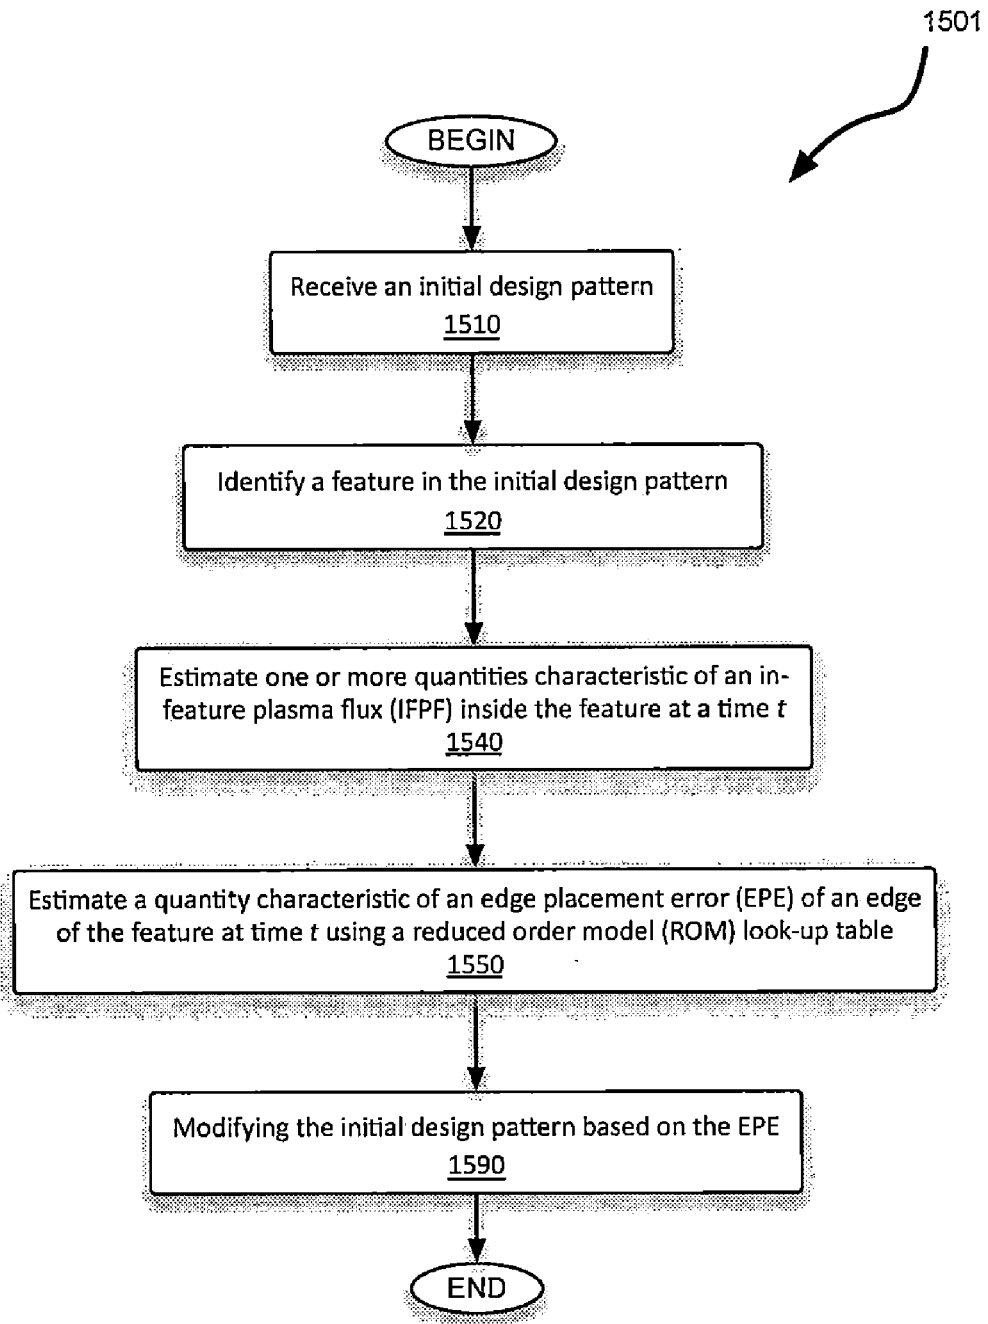 1501
BEGIN
Receive an initial design pattern
1510
Identify a feature in the initial design pattern
1520
Estimate one or more quantities characteristic of an in-
feature plasma flux (IFPF) inside the feature at a time t
1540
Estimate a quantity characteristic of an edge placement error (EPE) of an edge
of the feature at time t using a reduced order model (ROM) look-up table
1550
Modifying the initial design pattern based on the EPE
1590
END